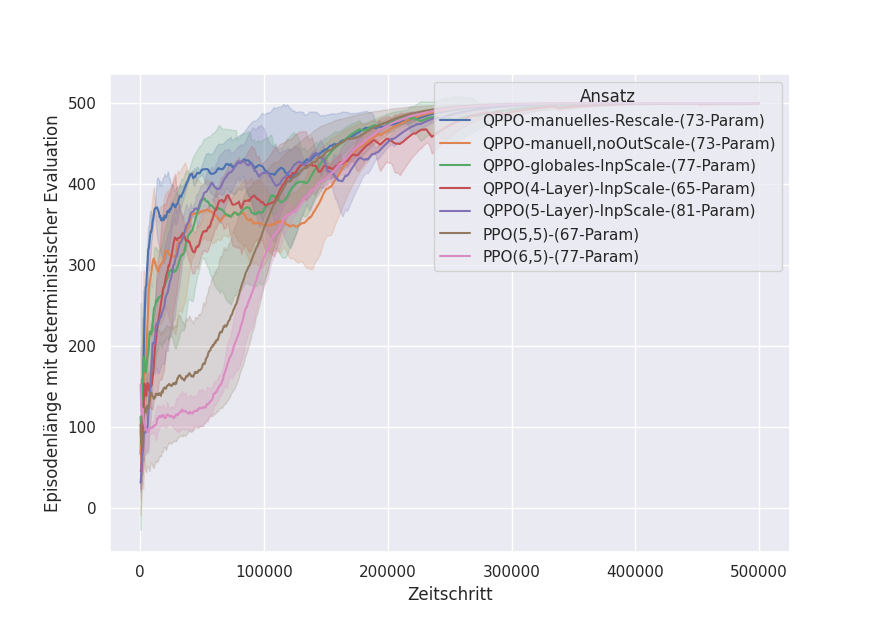 Episodenlänge mit deterministischer Evaluation
500
400
300
200
100
0
Ansatz
QPPO-manuelles-Rescale-(73-Param)
QPPO-manuell,noOutScale-(73-Param)
QPPO-globales-InpScale-(77-Param)
QPPO(4-Layer)-InpScale-(65-Param)
QPPO(5-Layer)-InpScale-(81-Param)
PPO(5,5)-(67-Param)
PPO(6,5)-(77-Param)
0 100000 200000 300000 400000 500000
Zeitschritt